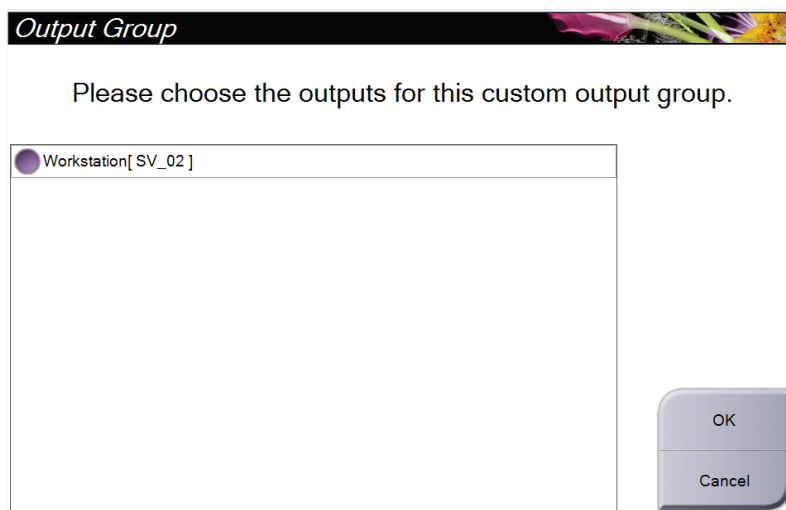 Output Group
Please choose the outputs for this custom output group.
Workstation[ SV_02 ]
OK
Cancel